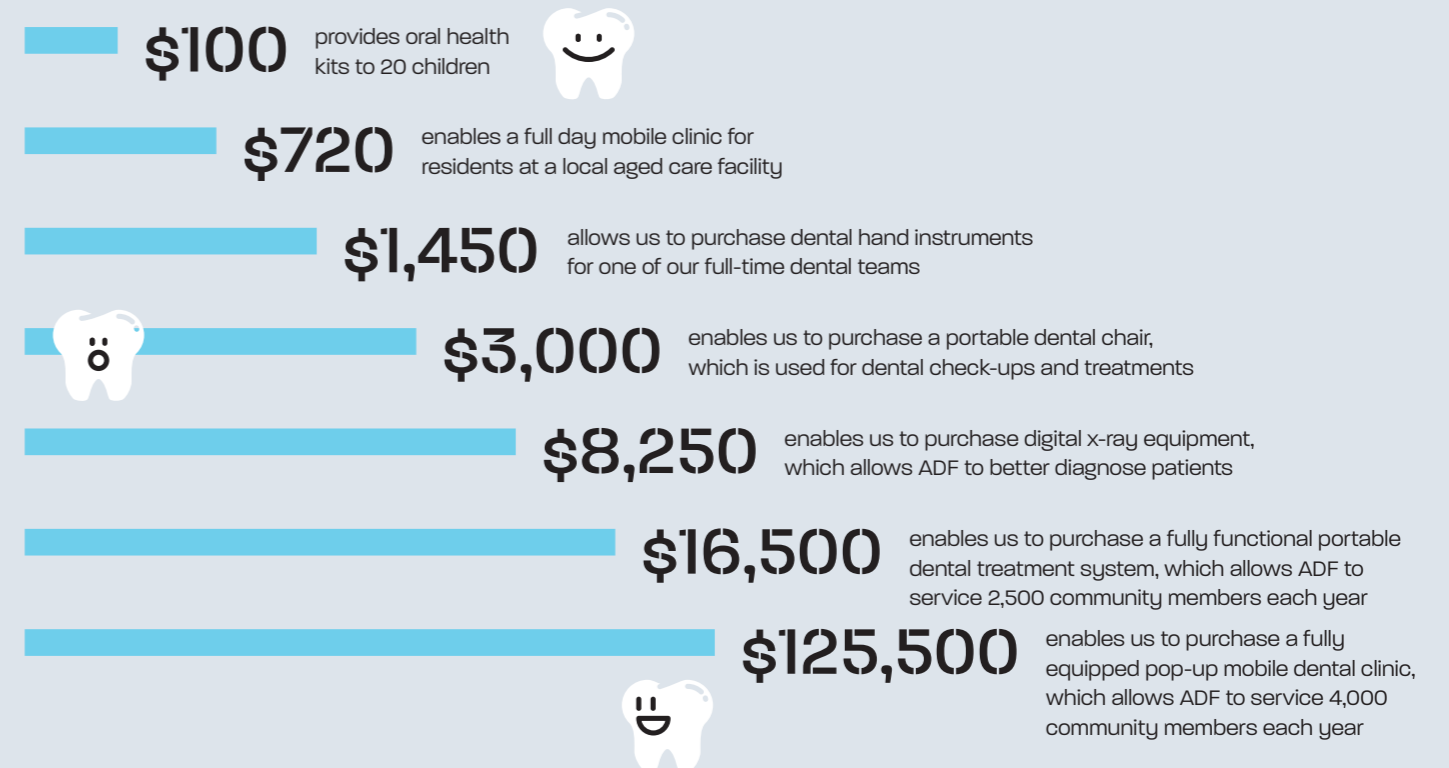 $100
provides oral health
kits to 20 children
$720
enables a full day mobile clinic for
residents at a local aged care facility
$1,450
allows us to purchase dental hand instruments
for one of our full-time dental teams
$3,000
enables us to purchase a portable dental chair,
which is used for dental check-ups and treatments
$8,250
enables us to purchase digital x-ray equipment,
which allows ADF to better diagnose patients
$16,500
enables us to purchase a fully functional portable
dental treatment system, which allows ADF to
service 2,500 community members each year
$125,500
enables us to purchase a fully
equipped pop-up mobile dental clinic,
which allows ADF to service 4,000
community members each year